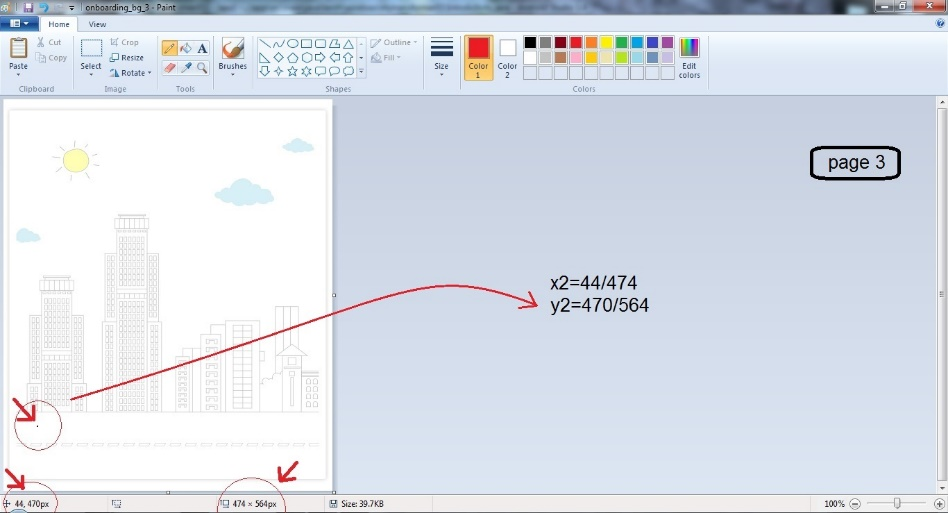 onboarding_bg_3 - Paint
Home
View
Paste
Cut
Copy
Clipboard
Select
Crop
Resize
Rotate
Image
A
Tools
Brushes
Shapes
Outline
Fill
Size
Color
1
Color
2
Edit
colors
Colors
page 3
x2=44/474
y2=470/564
44, 470px
474 × 564px
Size: 39.7KB
100%